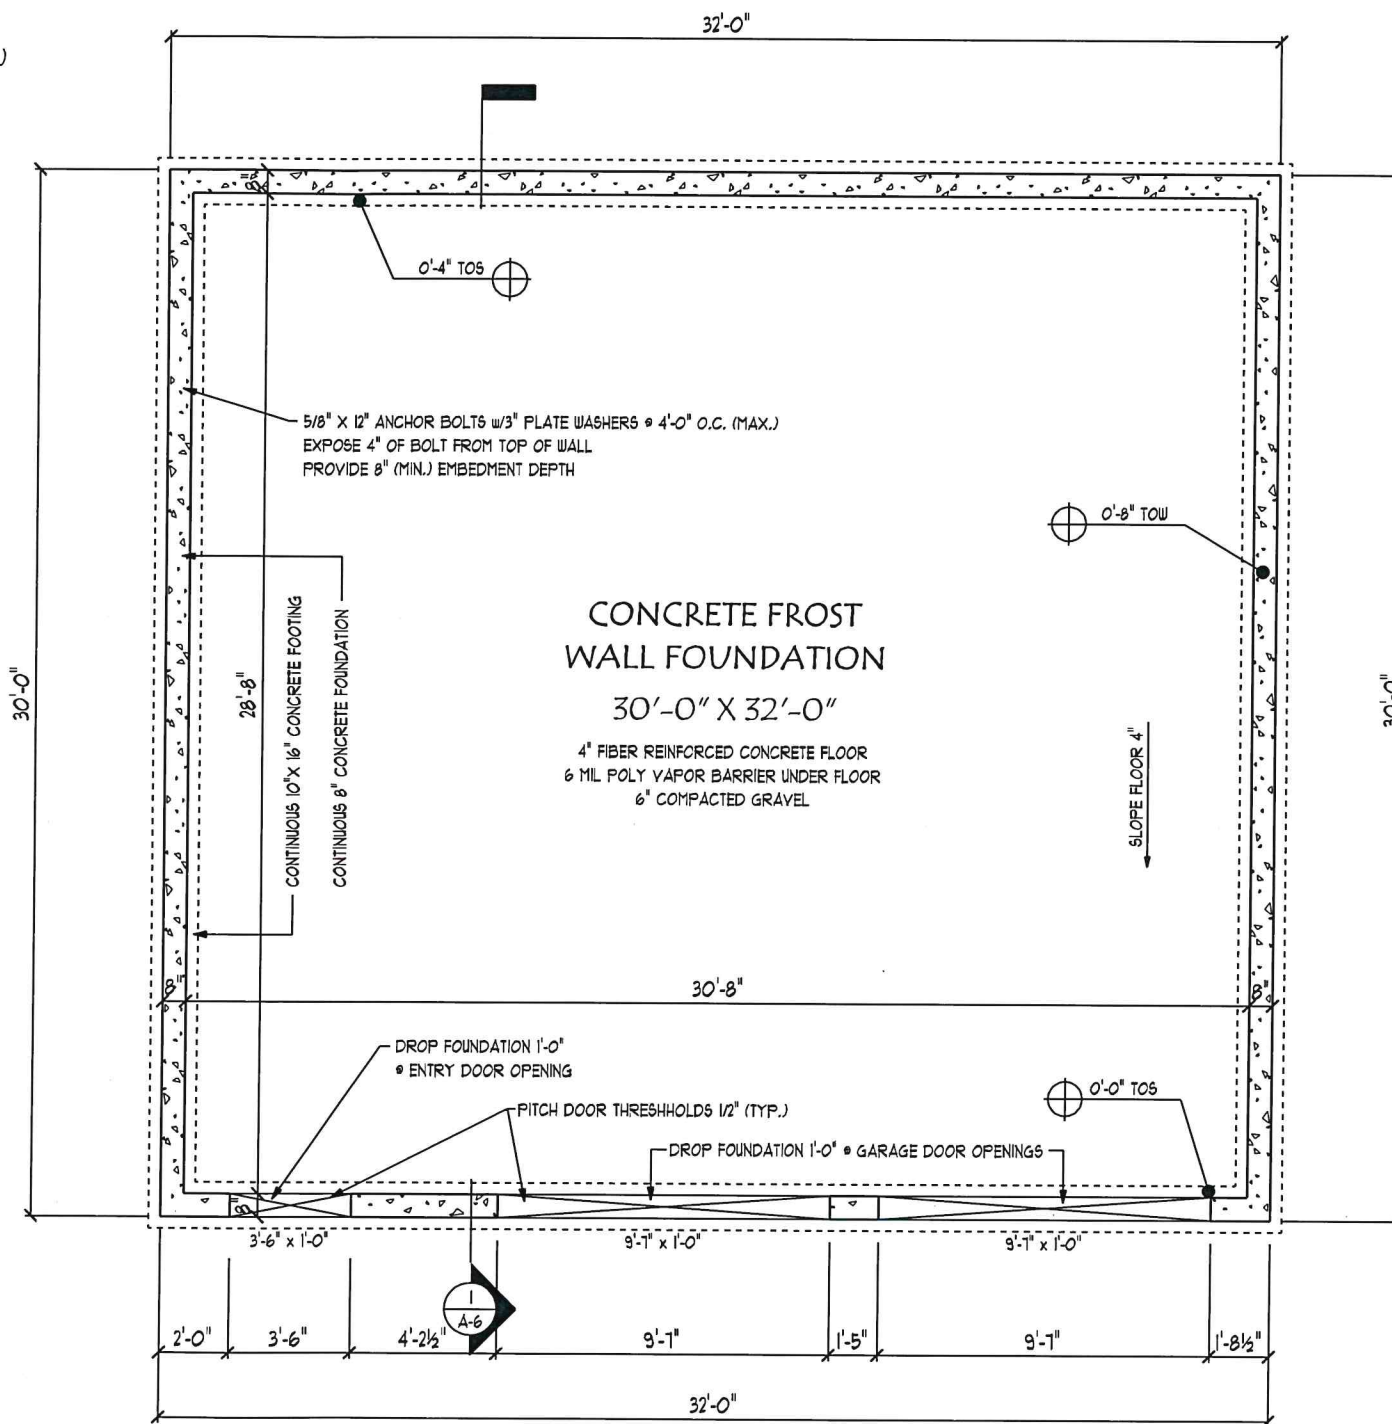 )
32'-0"
8"
0'-4" TOS
5/8" X 12" ANCHOR BOLTS w/3" PLATE WASHERS @ 4'-0" O.C. (MAX.)
EXPOSE 4" OF BOLT FROM TOP OF WALL
PROVIDE 8" (MIN.) EMBEDMENT DEPTH
0'-8" TOW
CONCRETE FROST
WALL FOUNDATION
30'-0" X 32'-0"
4" FIBER REINFORCED CONCRETE FLOOR
6 MIL POLY VAPOR BARRIER UNDER FLOOR
6" COMPACTED GRAVEL
30'-0"
28'-8"
CONTINUOUS 10"X 16" CONCRETE FOOTING
CONTINUOUS 8" CONCRETE FOUNDATION
SLOPE FLOOR 4"
30'-0"
8"
30'-8"
8"
DROP FOUNDATION 1'-0"
@ ENTRY DOOR OPENING
PITCH DOOR THRESHHOLDS 1/2" (TYP.)
0'-0" TOS
DROP FOUNDATION 1'-0" @ GARAGE DOOR OPENINGS
8"
3'-6" x 1'-0"
9'-7" x 1'-0"
9'-7" x 1'-0"
1
A-6
2'-0"
3'-6"
4'-2½"
9'-7"
1'-5"
9'-7"
1'-8½"
32'-0"